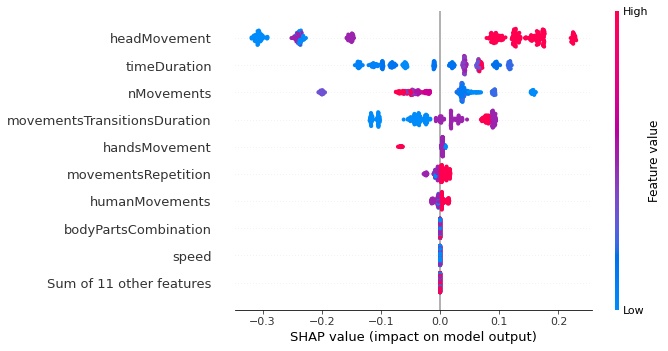 High
headMovement
timeDuration
nMovements
movementsTransitionsDuration
handsMovement
movementsRepetition
humanMovements
bodyPartsCombination
speed
Sum of 11 other features
Feature value
Low
−0.3 −0.2 −0.1 0.0 0.1 0.2
SHAP value (impact on model output)